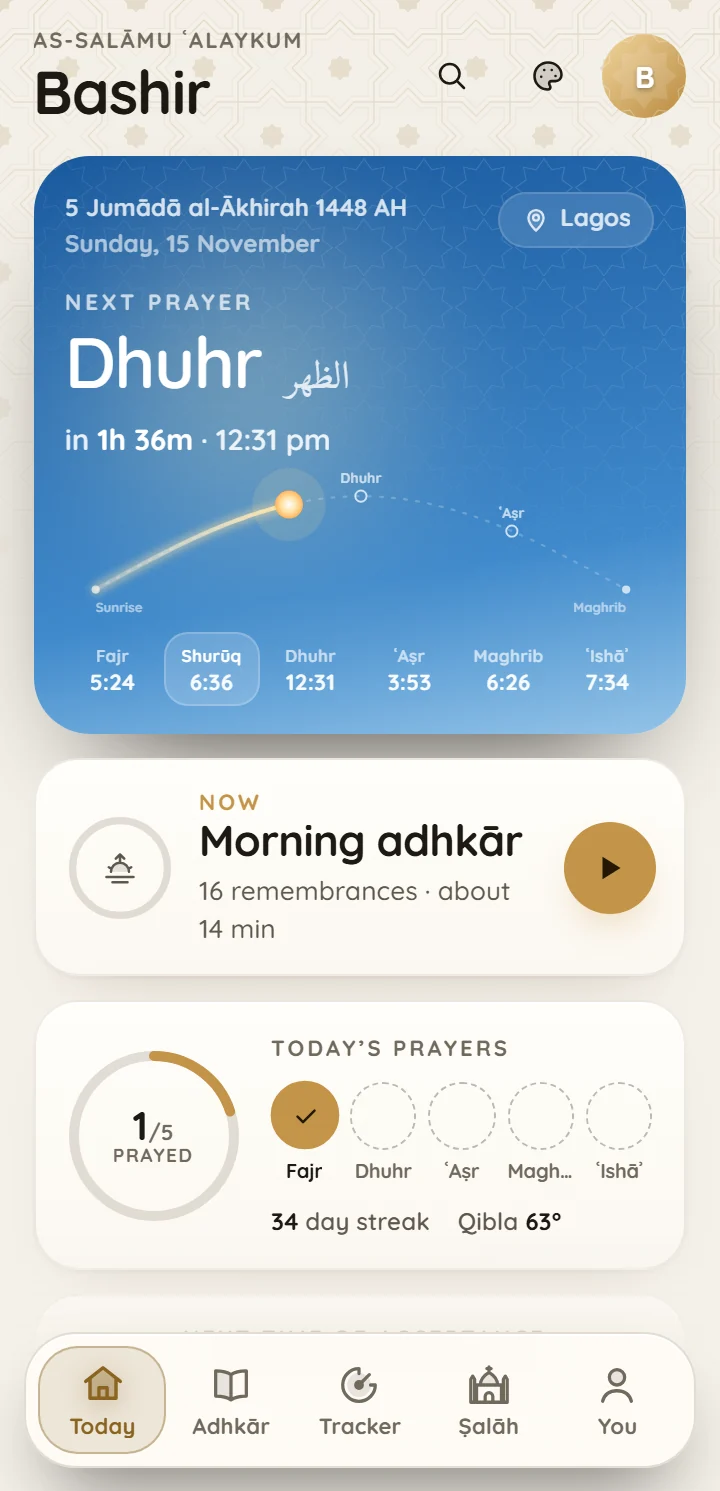 AS-SALĀMU ʿALAYKUM
Bashir
B
5 Jumādā al-Ākhirah 1448 AH
Sunday, 15 November
Lagos
NEXT PRAYER
Dhuhr الظهر
in 1h 36m · 12:31 pm
Dhuhr
ʿAṣr
Sunrise
Maghrib
Fajr Shurūq Dhuhr ʿAṣr Maghrib ʿIshāʾ
5:24 6:36 12:31 3:53 6:26 7:34
NOW
Morning adhkār
16 remembrances · about
14 min
TODAY’S PRAYERS
1/5
PRAYED
Fajr Dhuhr ʿAṣr Magh… ʿIshāʾ
34 day streak Qibla 63°
Today Adhkār Tracker Ṣalāh You